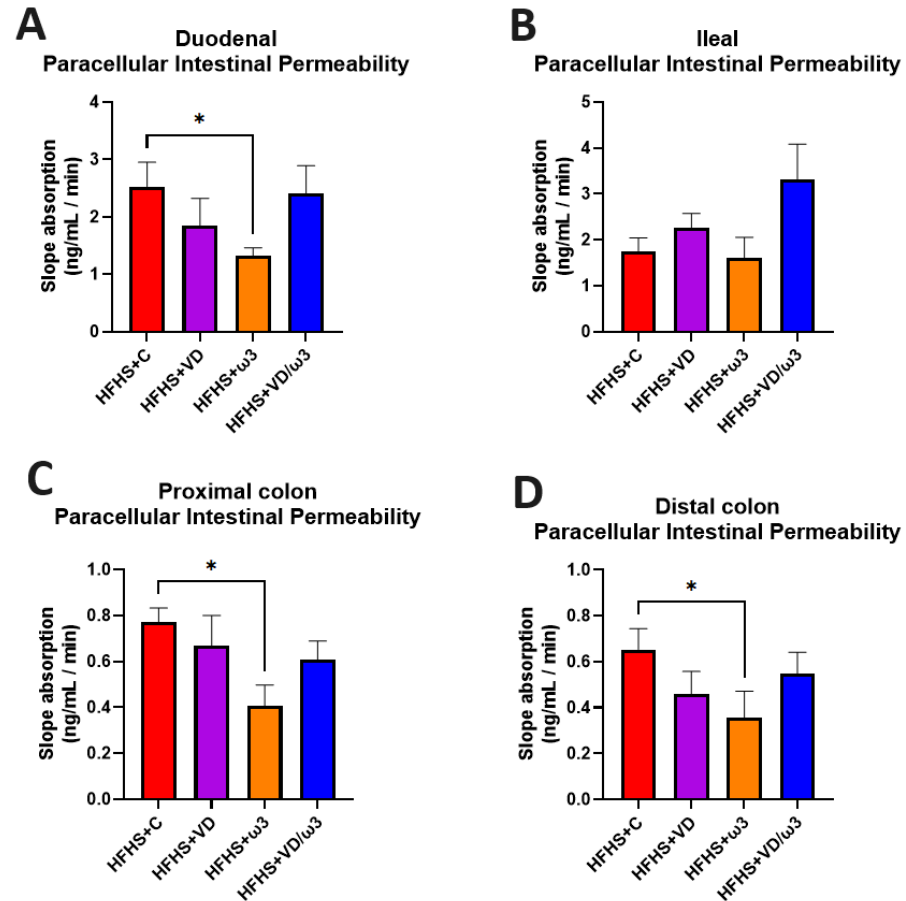 A
Duodenal
Paracellular Intestinal Permeability
Slope absorption
(ng/mL / min)
4
3
2
1
0
*
HFHS+C
HFHS+VD
HFHS+ω3
HFHS+VD/ω3
B
Ileal
Paracellular Intestinal Permeability
Slope absorption
(ng/mL / min)
5
4
3
2
1
0
HFHS+C
HFHS+VD
HFHS+ω3
HFHS+VD/ω3
C
Proximal colon
Paracellular Intestinal Permeability
Slope absorption
(ng/mL / min)
1.0
0.8
0.6
0.4
0.2
0.0
*
HFHS+C
HFHS+VD
HFHS+ω3
HFHS+VD/ω3
D
Distal colon
Paracellular Intestinal Permeability
Slope absorption
(ng/mL / min)
1.0
0.8
0.6
0.4
0.2
0.0
*
HFHS+C
HFHS+VD
HFHS+ω3
HFHS+VD/ω3